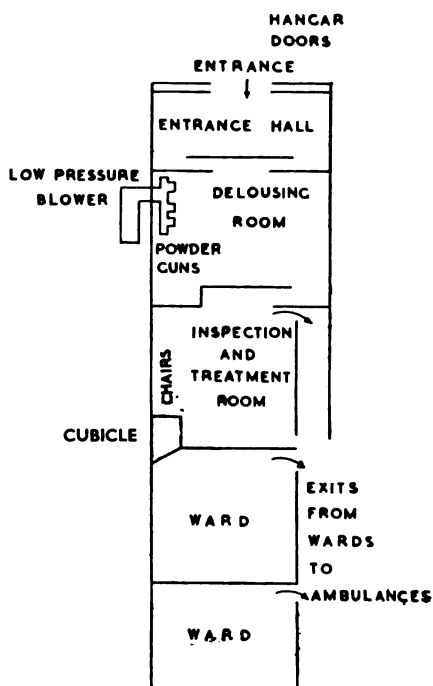 HANGAR
DOORS
ENTRANCE
ENTRANCE HALL
LOW PRESSURE
BLOWER
DELOUSING
ROOM
POWDER
GUNS
INSPECTION
AND
TREATMENT
ROOM
CHAIRS
CUBICLE
WARD
EXITS
FROM
WARDS
TO
AMBULANCES
WARD